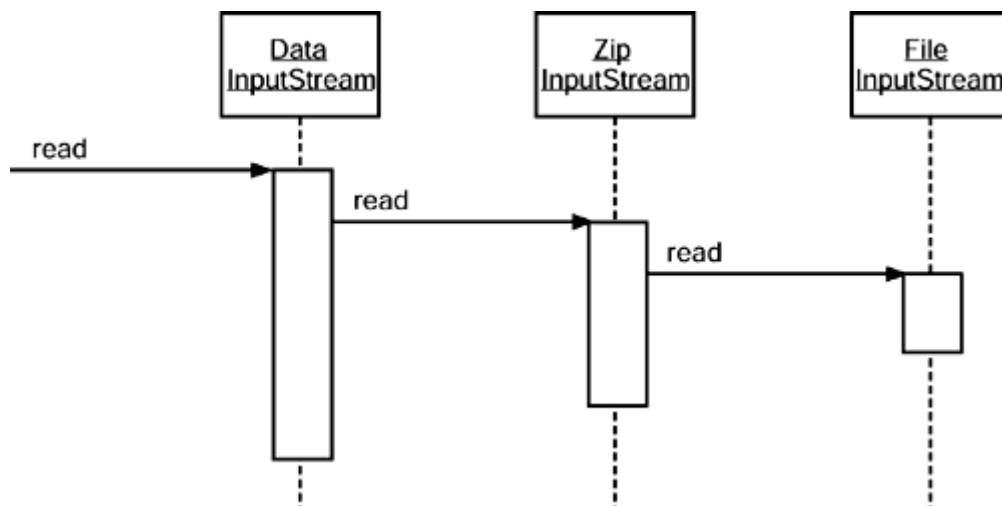 Data
InputStream
Zip
InputStream
File
InputStream
read
read
read